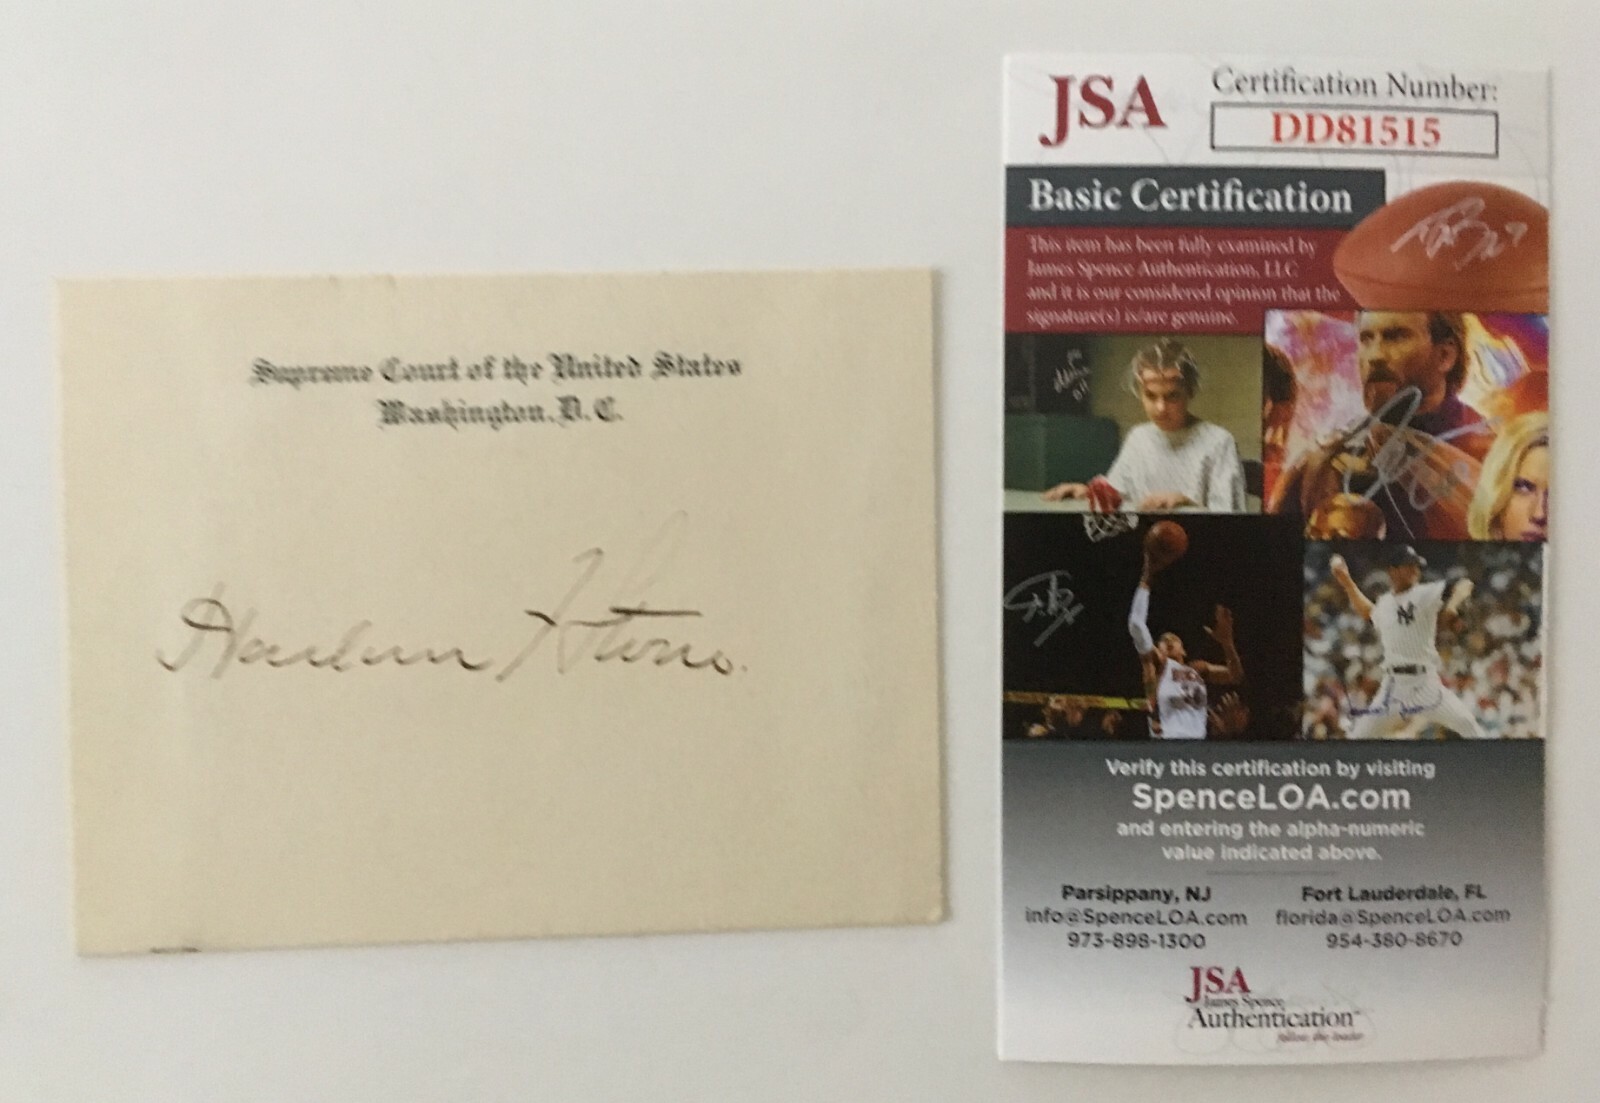 Supreme Court of the United States
Washington, D.C.
Harlan F Stone.
JSA
Certification Number:
DD81515
Basic Certification
This item has been fully examined by
James Spence Authentication, LLC
and it is our considered opinion that the
signature(s) is/are genuine.
Verify this certification by visiting
SpenceLOA.com
and entering the alpha-numeric
value indicated above.
Parsippany, NJ
info@SpenceLOA.com
973-898-1300
Fort Lauderdale, FL
florida@SpenceLOA.com
954-380-8670
JSA
James Spence
Authentication
follow the leader